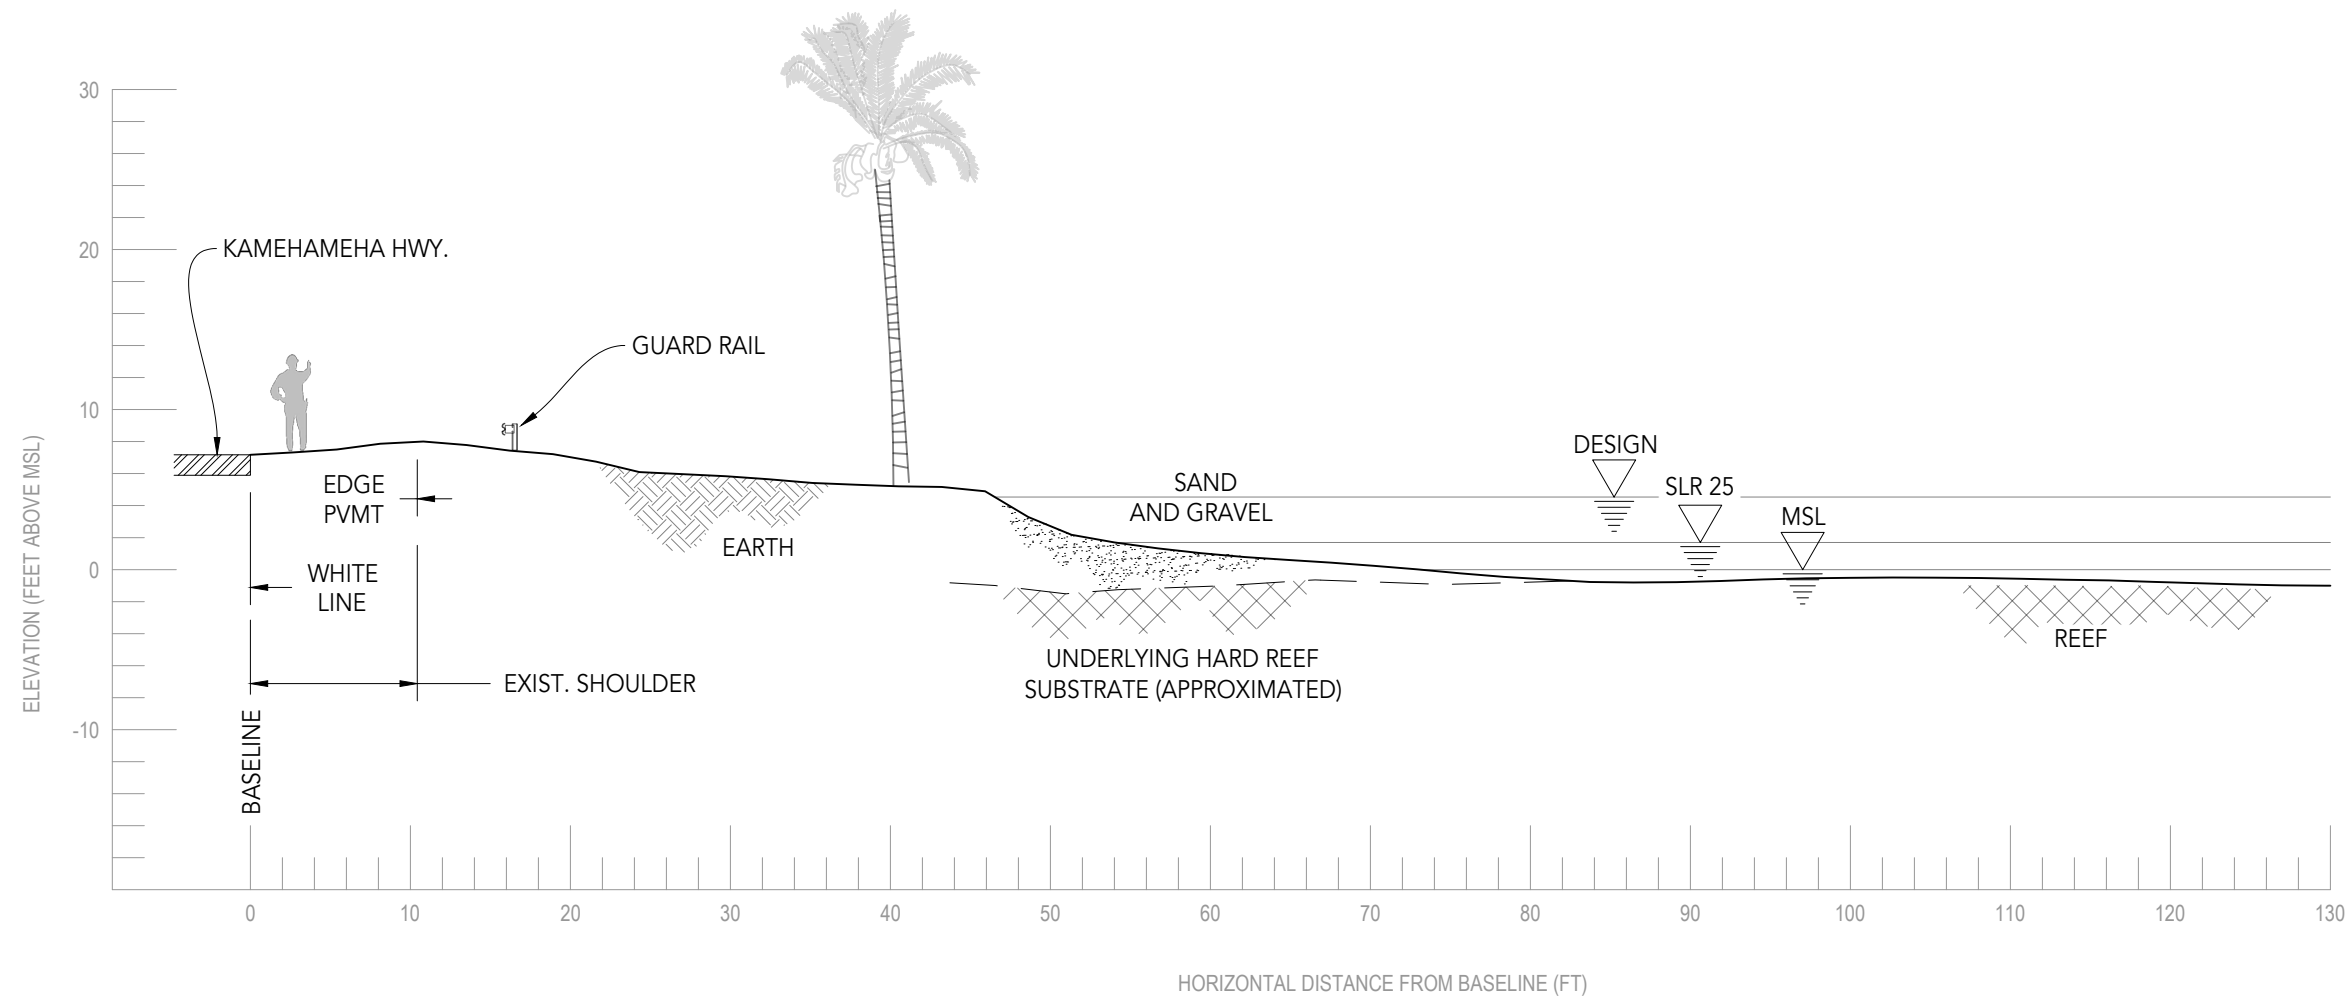 30
20
10
0
-10
ELEVATION (FEET ABOVE MSL)
KAMEHAMEHA HWY.
GUARD RAIL
EDGE
PVMT
WHITE
LINE
EXIST. SHOULDER
BASELINE
EARTH
SAND
AND GRAVEL
DESIGN
SLR 25
MSL
UNDERLYING HARD REEF
SUBSTRATE (APPROXIMATED)
REEF
0 10 20 30 40 50 60 70 80 90 100 110 120 130
HORIZONTAL DISTANCE FROM BASELINE (FT)